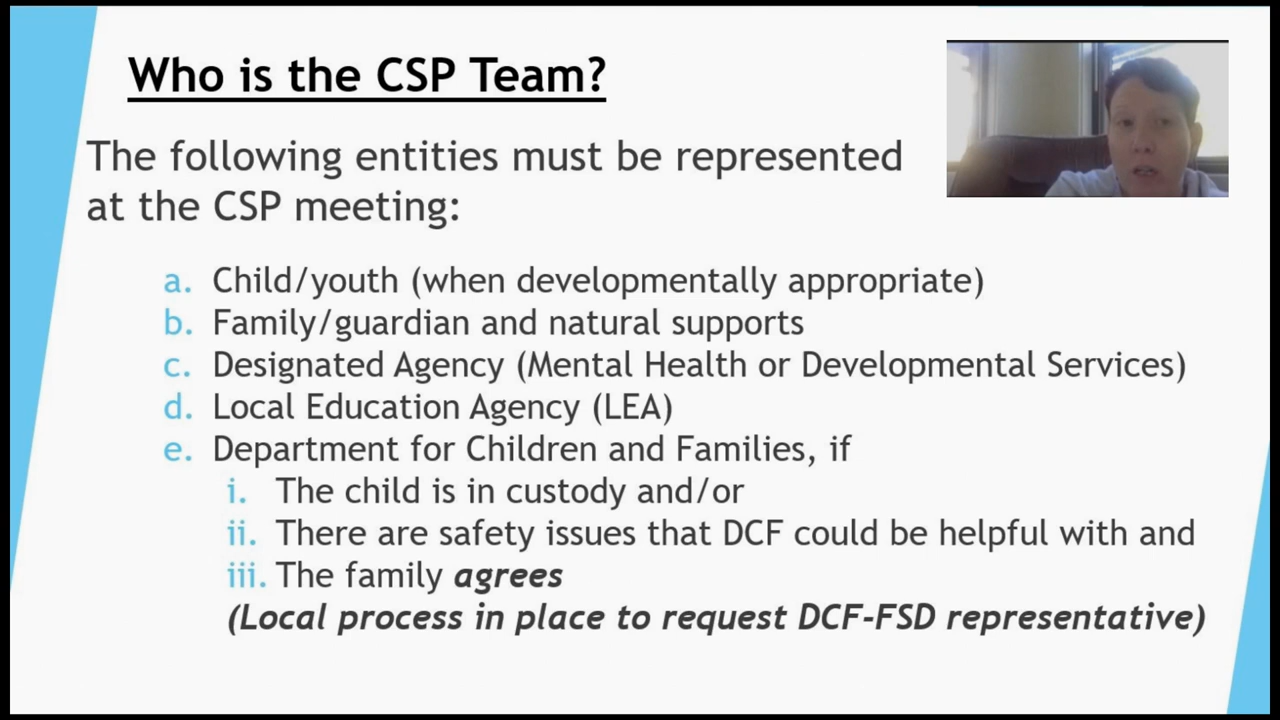 Who is the CSP Team?
The following entities must be represented
at the CSP meeting:
a. Child/youth (when developmentally appropriate)
b. Family/guardian and natural supports
c. Designated Agency (Mental Health or Developmental Services)
d. Local Education Agency (LEA)
e. Department for Children and Families, if
i. The child is in custody and/or
ii. There are safety issues that DCF could be helpful with and
iii. The family agrees
(Local process in place to request DCF-FSD representative)